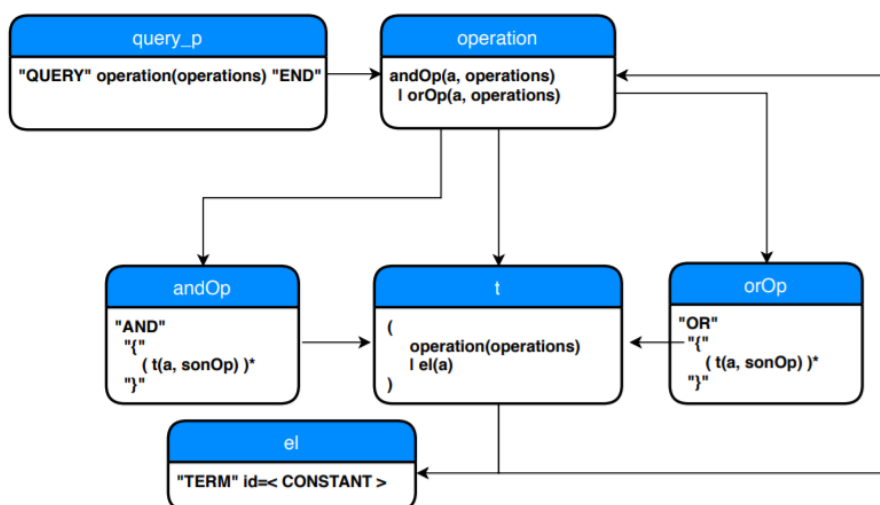 query_p
"QUERY" operation(operations) "END"
operation
andOp(a, operations)
| orOp(a, operations)
andOp
"AND"
"{"
( t(a, sonOp) )*
"}"
t
(
operation(operations)
| el(a)
)
orOp
"OR"
"{"
( t(a, sonOp) )*
"}"
el
"TERM" id=< CONSTANT >